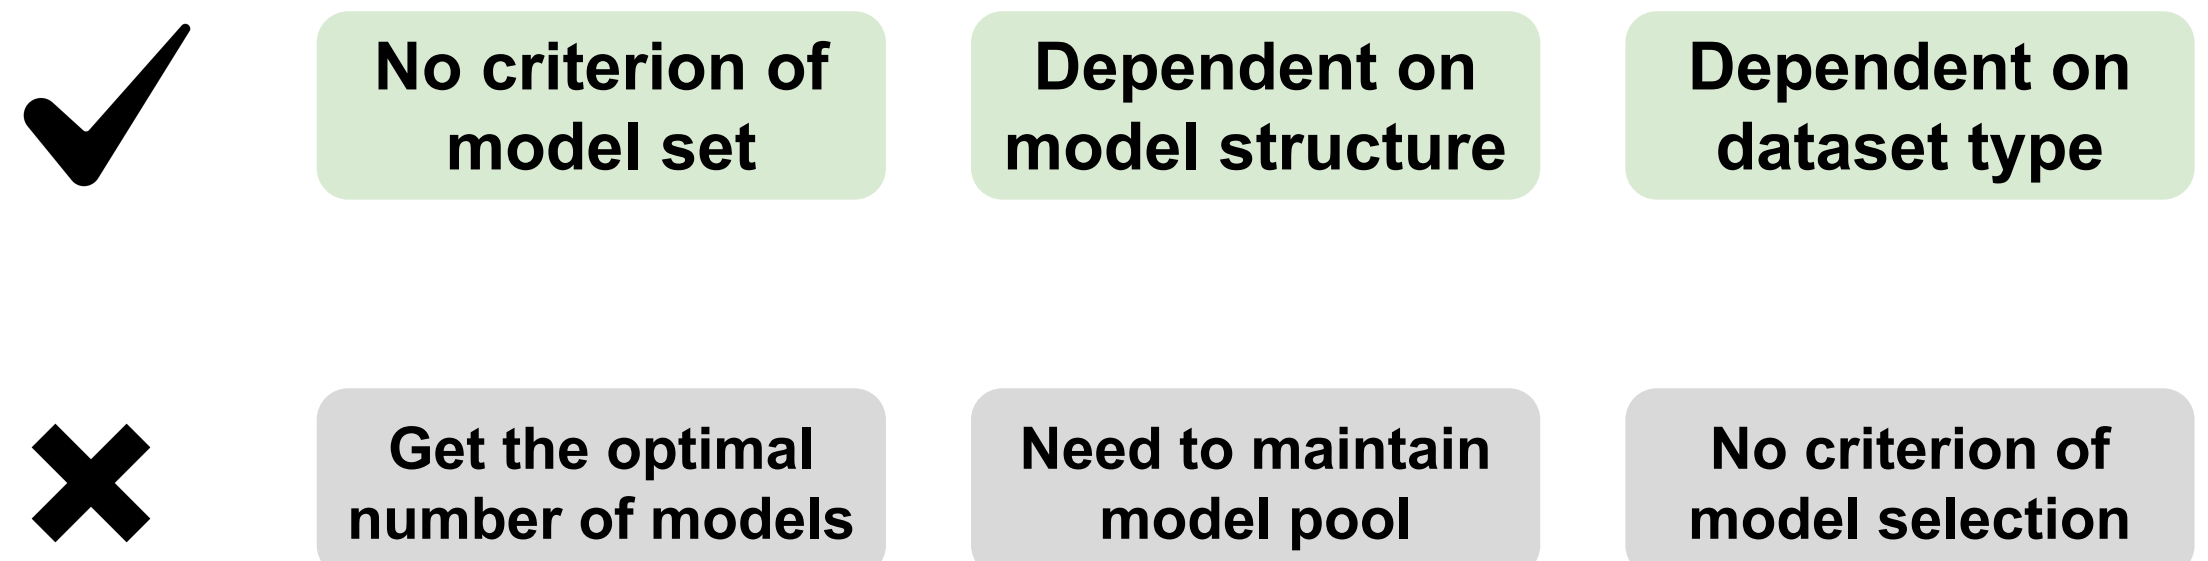 No criterion of
model set
Dependent on
model structure
Dependent on
dataset type
Get the optimal
number of models
Need to maintain
model pool
No criterion of
model selection